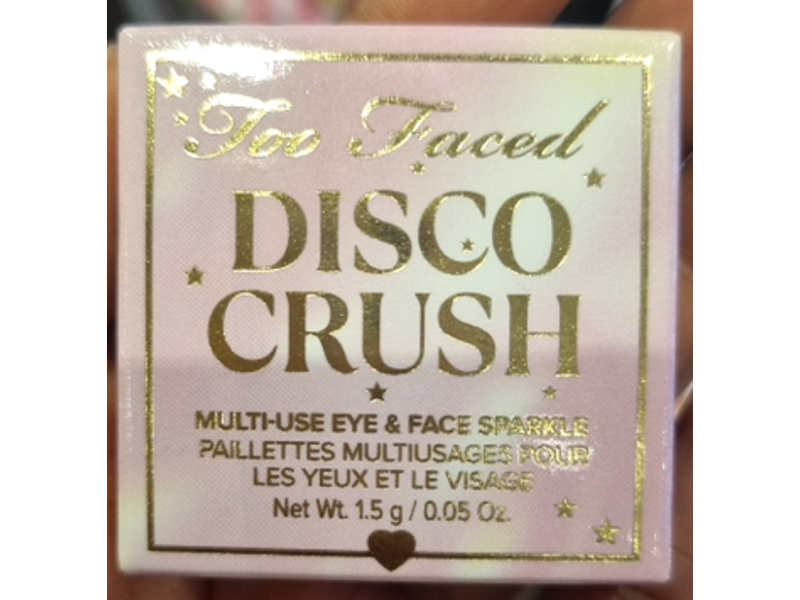 Too Faced
DISCO
CRUSH
MULTI-USE EYE & FACE SPARKLE
PAILLETTES MULTIUSAGES POUR
LES YEUX ET LE VISAGE
Net Wt. 1.5 g / 0.05 Oz.